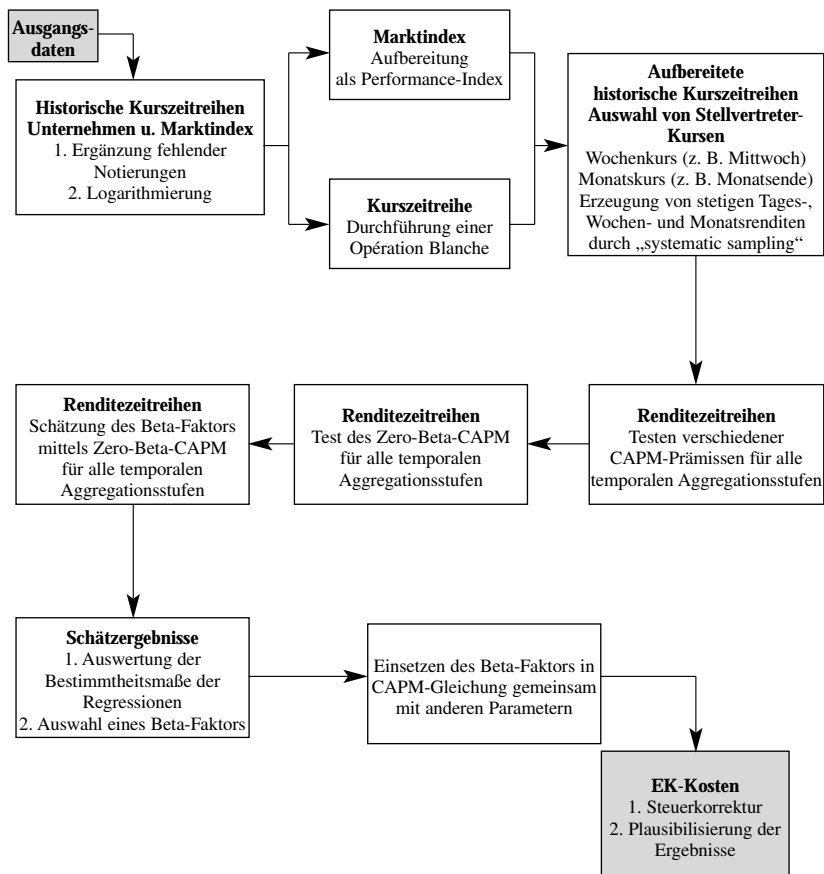 Ausgangs-
daten
Historische Kurszeitreihen
Unternehmen u. Marktindex
1. Ergänzung fehlender
Notierungen
2. Logarithmierung
Marktindex
Aufbereitung
als Performance-Index
Kurszeitreihe
Durchführung einer
Opération Blanche
Aufbereitete
historische Kurszeitreihen
Auswahl von Stellvertreter-
Kursen
Wochenkurs (z. B. Mittwoch)
Monatskurs (z. B. Monatsende)
Erzeugung von stetigen Tages-,
Wochen- und Monatsrenditen
durch „systematic sampling“
Renditezeitreihen
Testen verschiedener
CAPM-Prämissen für alle
temporalen Aggregationsstufen
Renditezeitreihen
Test des Zero-Beta-CAPM
für alle temporalen
Aggregationsstufen
Renditezeitreihen
Schätzung des Beta-Faktors
mittels Zero-Beta-CAPM
für alle temporalen
Aggregationsstufen
Schätzergebnisse
1. Auswertung der
Bestimmtheitsmaße der
Regressionen
2. Auswahl eines Beta-Faktors
Einsetzen des Beta-Faktors in
CAPM-Gleichung gemeinsam
mit anderen Parametern
EK-Kosten
1. Steuerkorrektur
2. Plausibilisierung der
Ergebnisse